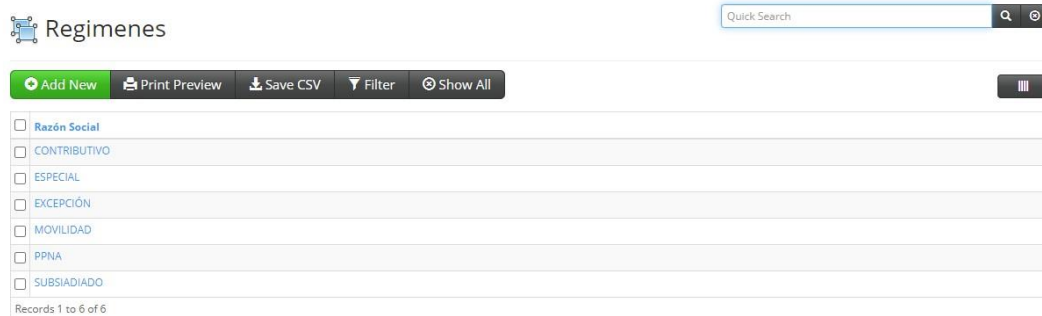 Regimenes
Quick Search
Add New Print Preview Save CSV Filter Show All
Razón Social
CONTRIBUTIVO
ESPECIAL
EXCEPCIÓN
MOVILIDAD
PPNA
SUBSIADIADO
Records 1 to 6 of 6